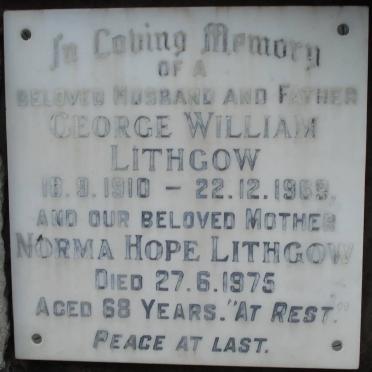 In Loving Memory
OF A
BELOVED HUSBAND AND FATHER
GEORGE WILLIAM
LITHGOW
18.9.1910 – 22.12.1969.
AND OUR BELOVED MOTHER
NORMA HOPE LITHGOW
DIED 27.6.1975
AGED 68 YEARS. "AT REST."
PEACE AT LAST.